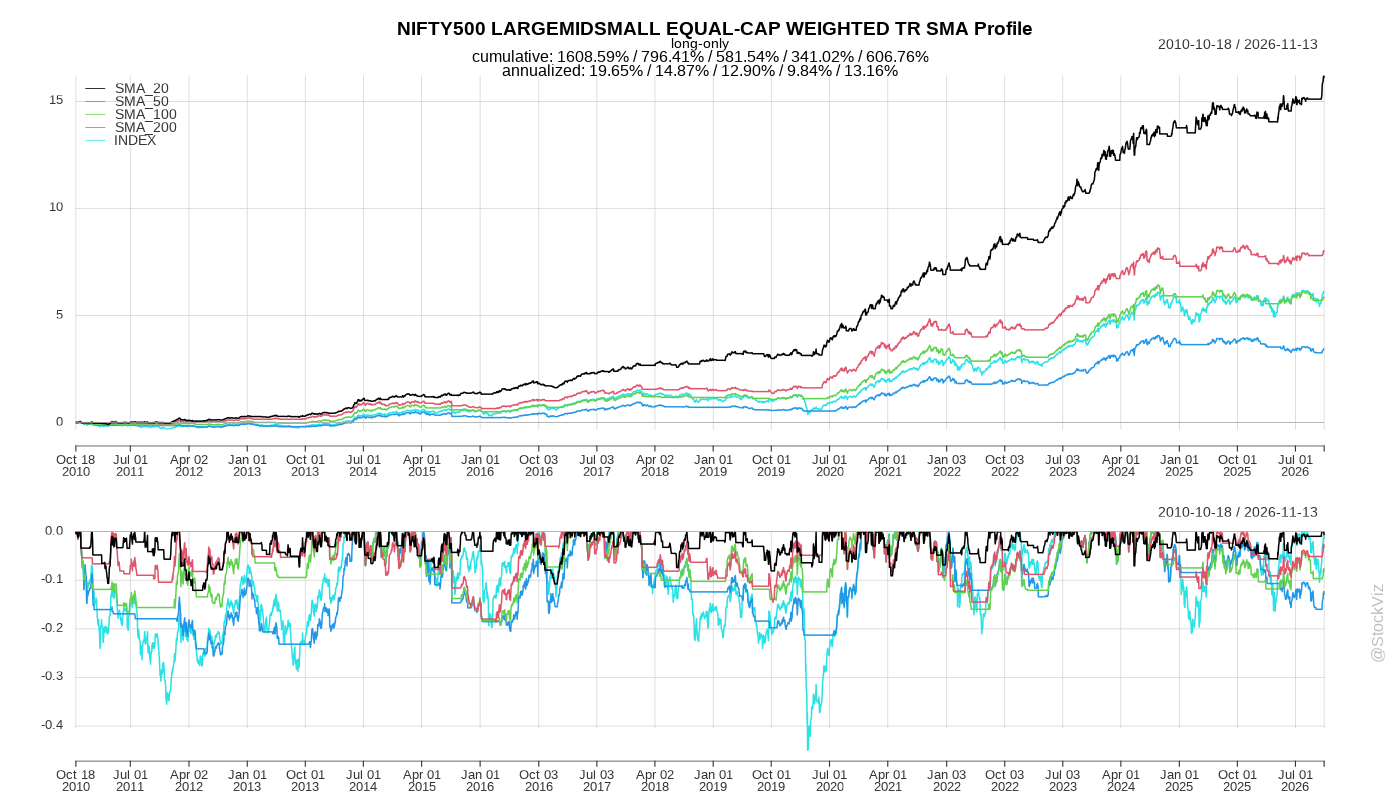 NIFTY500 LARGEMIDSMALL EQUAL-CAP WEIGHTED TR SMA Profile
long-only
2010-10-18 / 2026-11-13
cumulative: 1608.59% / 796.41% / 581.54% / 341.02% / 606.76%
annualized: 19.65% / 14.87% / 12.90% / 9.84% / 13.16%
SMA_20
SMA_50
SMA_100
SMA_200
INDEX
15
10
5
0
Oct 18 Jul 01 Apr 02 Jan 01 Oct 01 Jul 01 Apr 01 Jan 01 Oct 03 Jul 03 Apr 02 Jan 01 Oct 01 Jul 01 Apr 01 Jan 03 Oct 03 Jul 03 Apr 01 Jan 01 Oct 01 Jul 01
2010 2011 2012 2013 2013 2014 2015 2016 2016 2017 2018 2019 2019 2020 2021 2022 2022 2023 2024 2025 2025 2026
2010-10-18 / 2026-11-13
0.0
-0.1
-0.2
-0.3
-0.4
Oct 18 Jul 01 Apr 02 Jan 01 Oct 01 Jul 01 Apr 01 Jan 01 Oct 03 Jul 03 Apr 02 Jan 01 Oct 01 Jul 01 Apr 01 Jan 03 Oct 03 Jul 03 Apr 01 Jan 01 Oct 01 Jul 01
2010 2011 2012 2013 2013 2014 2015 2016 2016 2017 2018 2019 2019 2020 2021 2022 2022 2023 2024 2025 2025 2026
@StockViz